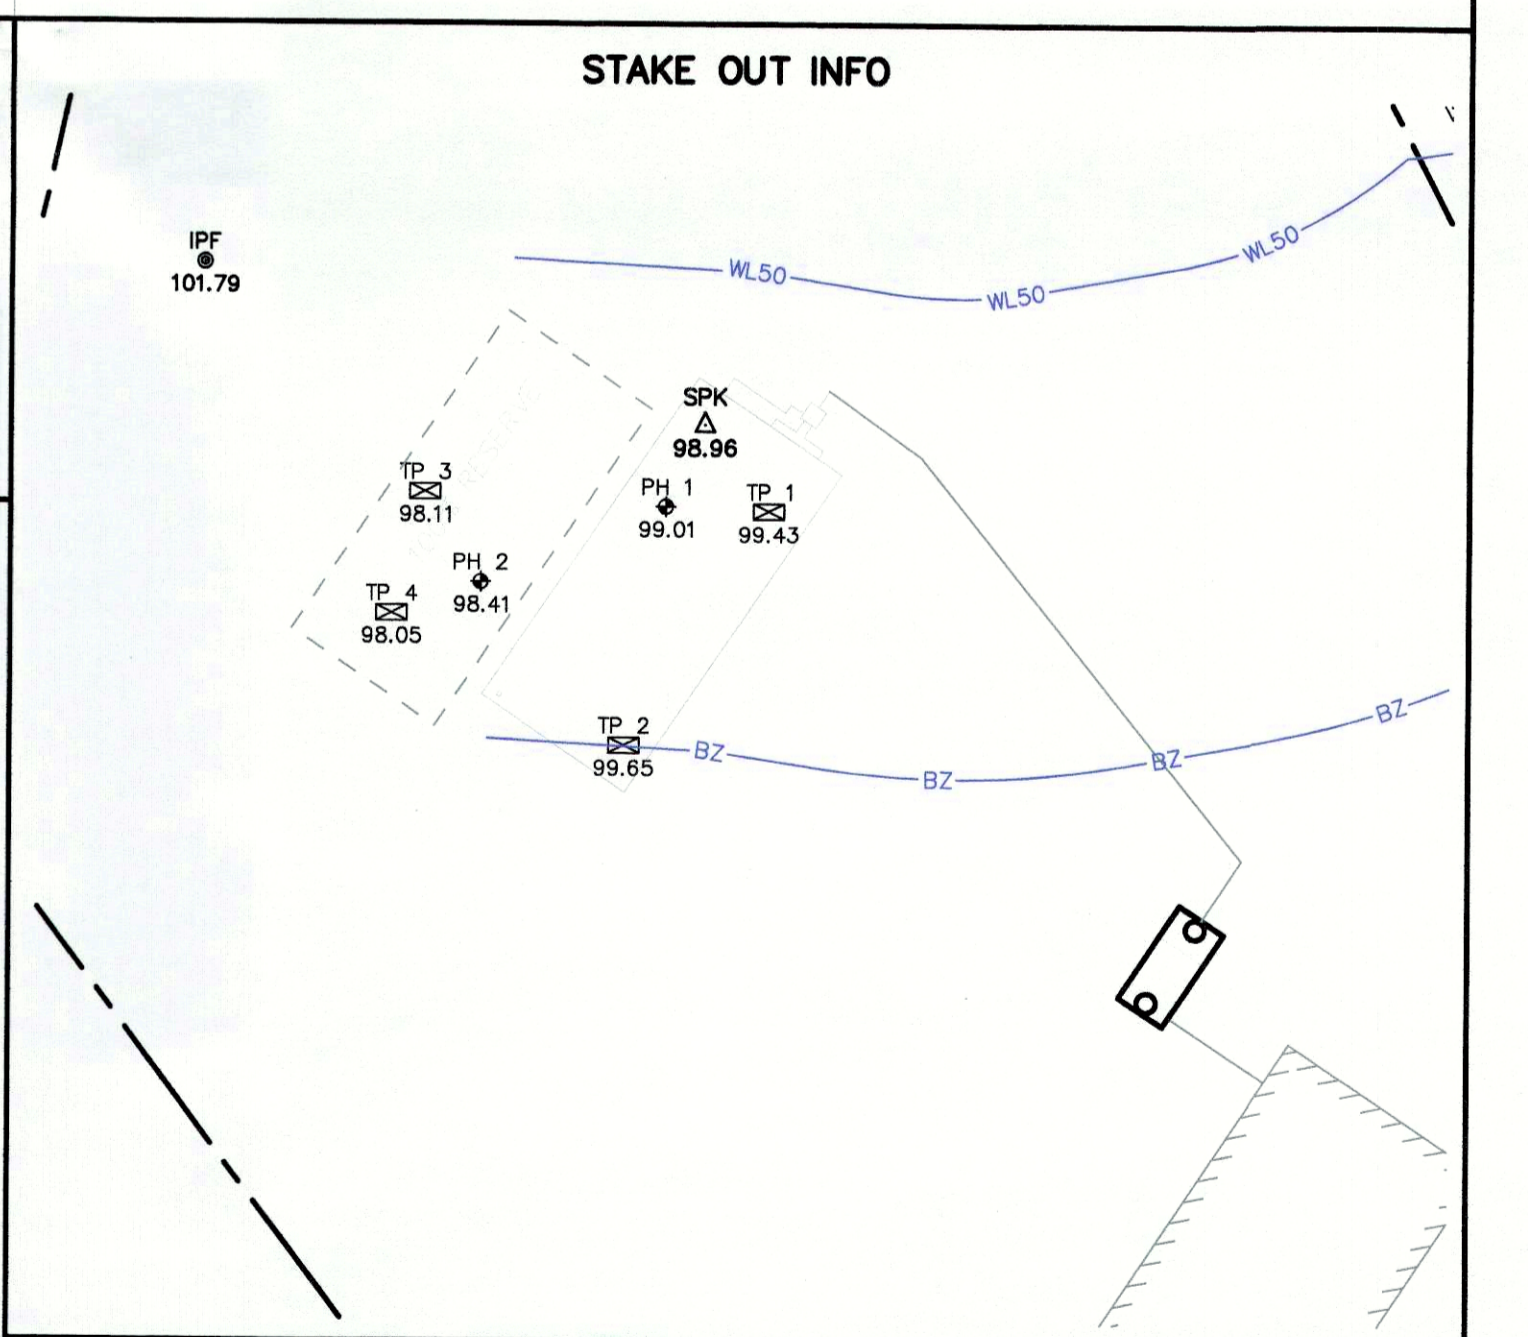 STAKE OUT INFO
IPF
101.79
WL50
WL50
WL50
SPK
98.96
TP 3
98.11
PH 1
99.01
TP 1
99.43
PH 2
98.41
TP 4
98.05
RESERVE
TP 2
99.65
BZ
BZ
BZ
BZ